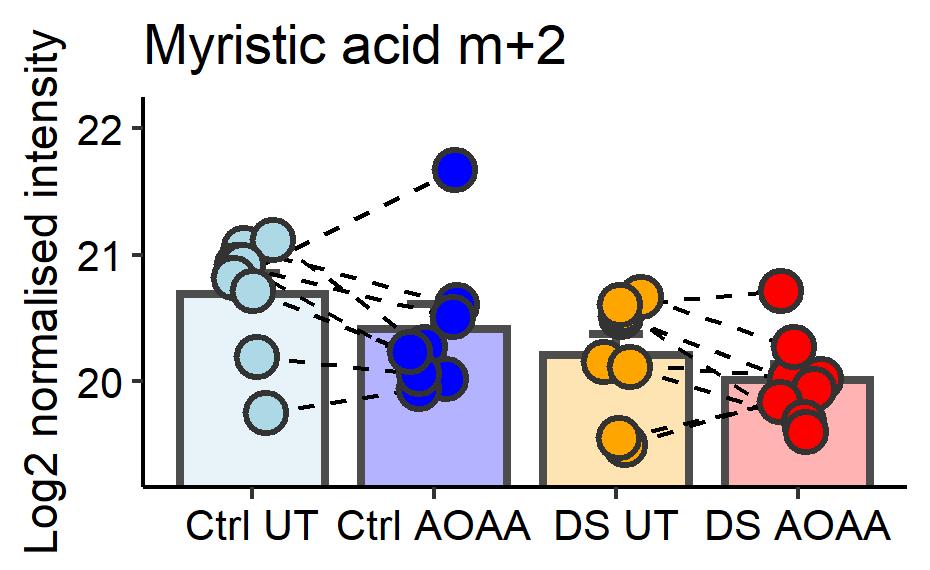 Myristic acid m+2
Log2 normalised intensity
22
21
20
Ctrl UT Ctrl AOAA DS UT DS AOAA